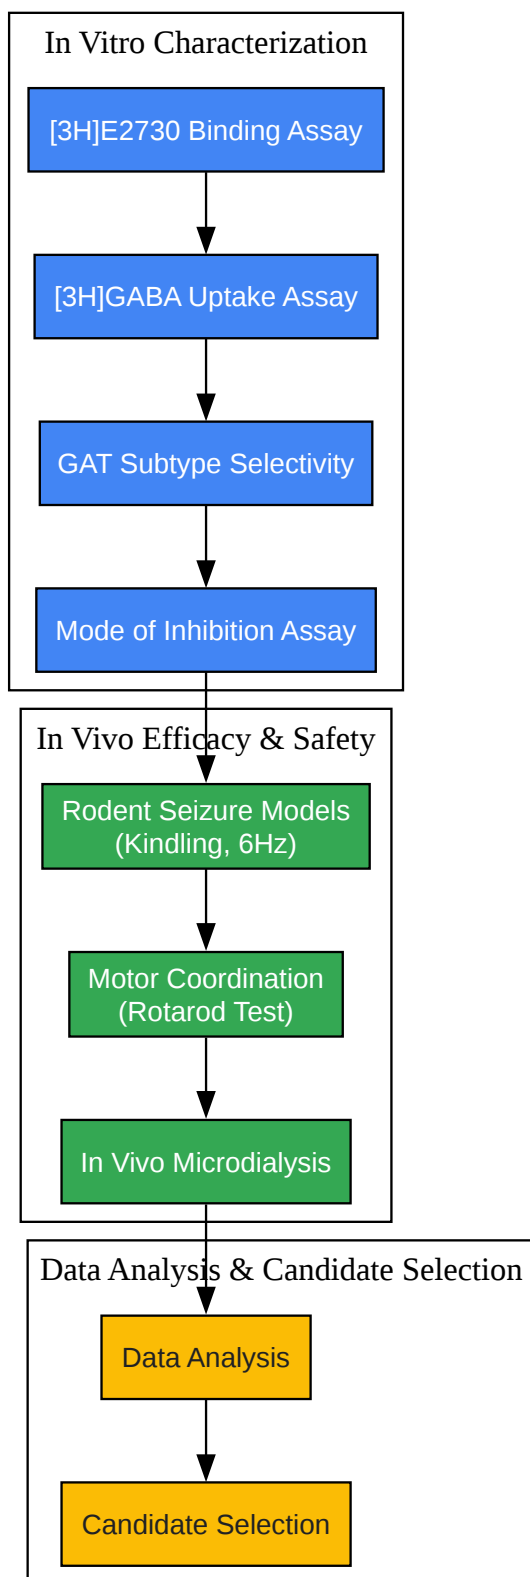 In Vitro Characterization
[3H]E2730 Binding Assay
[3H]GABA Uptake Assay
GAT Subtype Selectivity
Mode of Inhibition Assay
In Vivo Efficacy & Safety
Rodent Seizure Models
(Kindling, 6Hz)
Motor Coordination
(Rotarod Test)
In Vivo Microdialysis
Data Analysis & Candidate Selection
Data Analysis
Candidate Selection